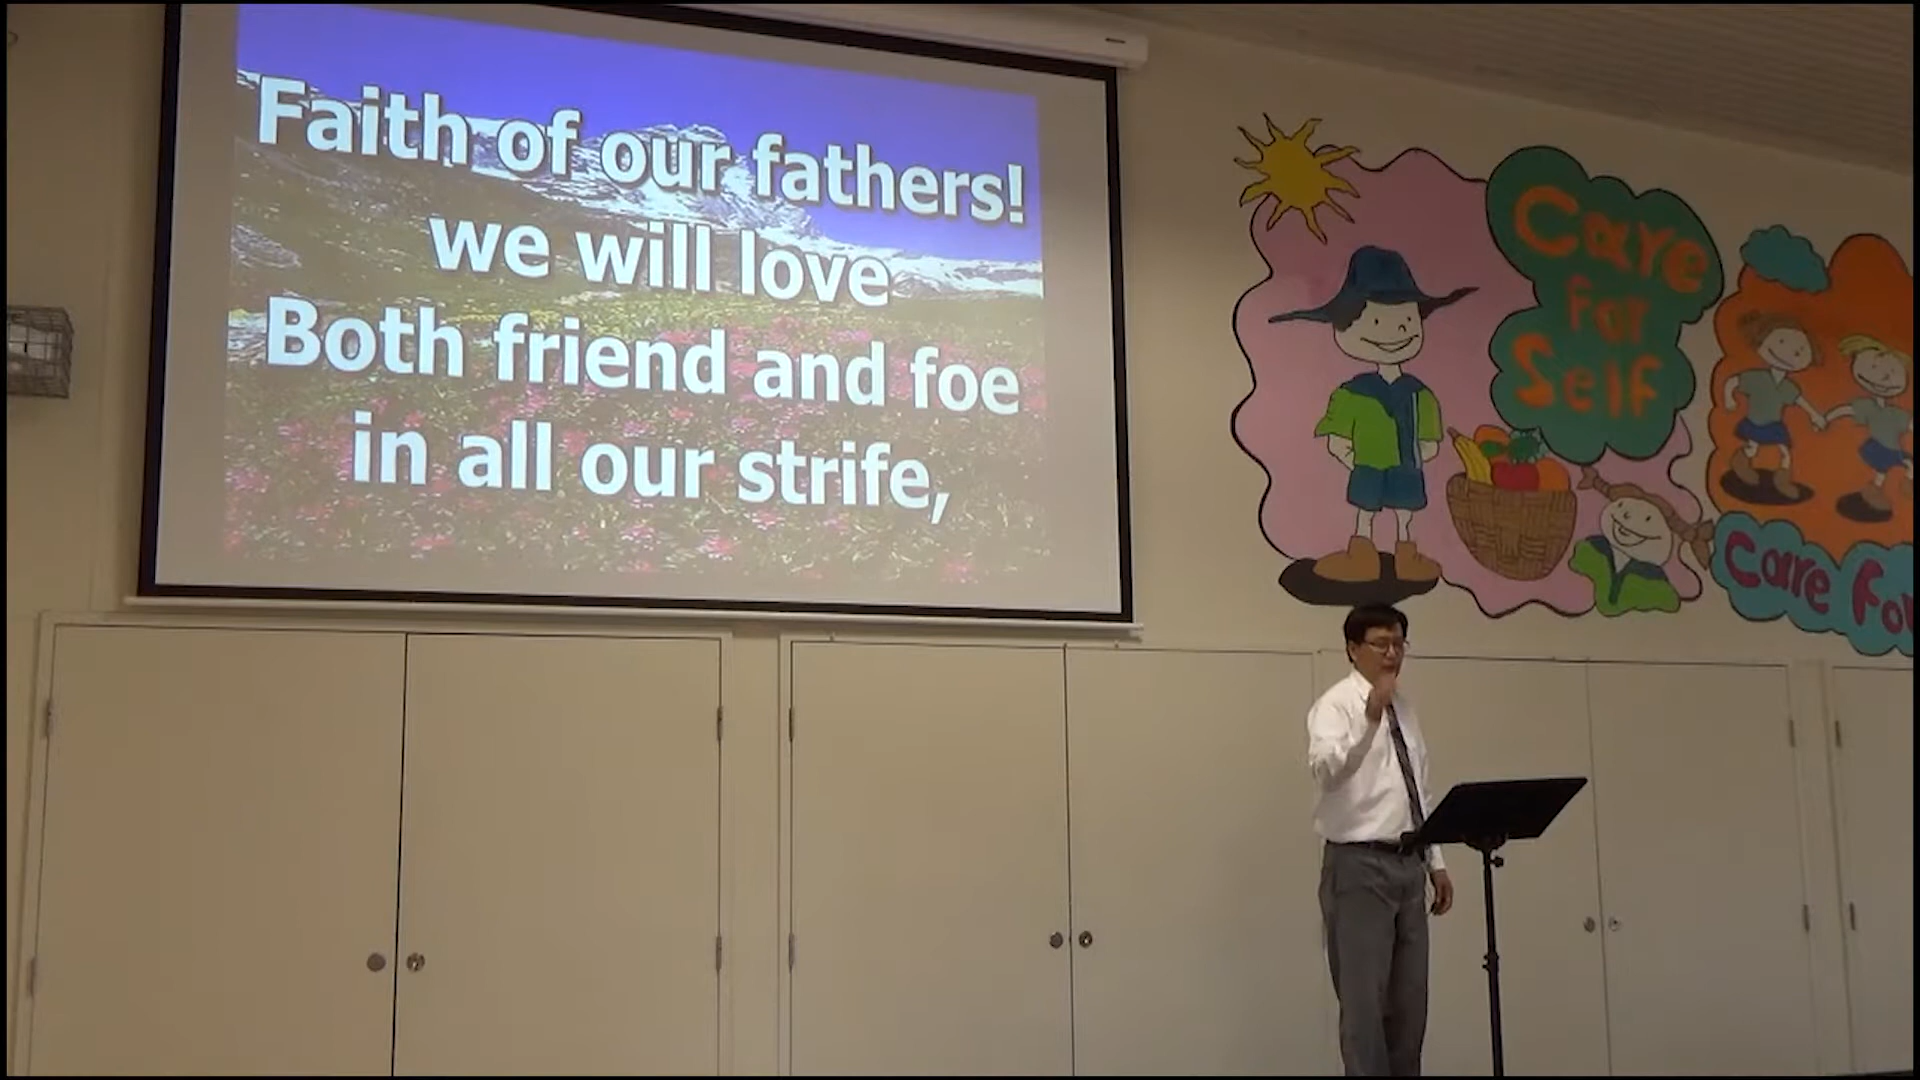 Faith of our fathers!
we will love
Both friend and foe
in all our strife,
Care
for
Self
Care For